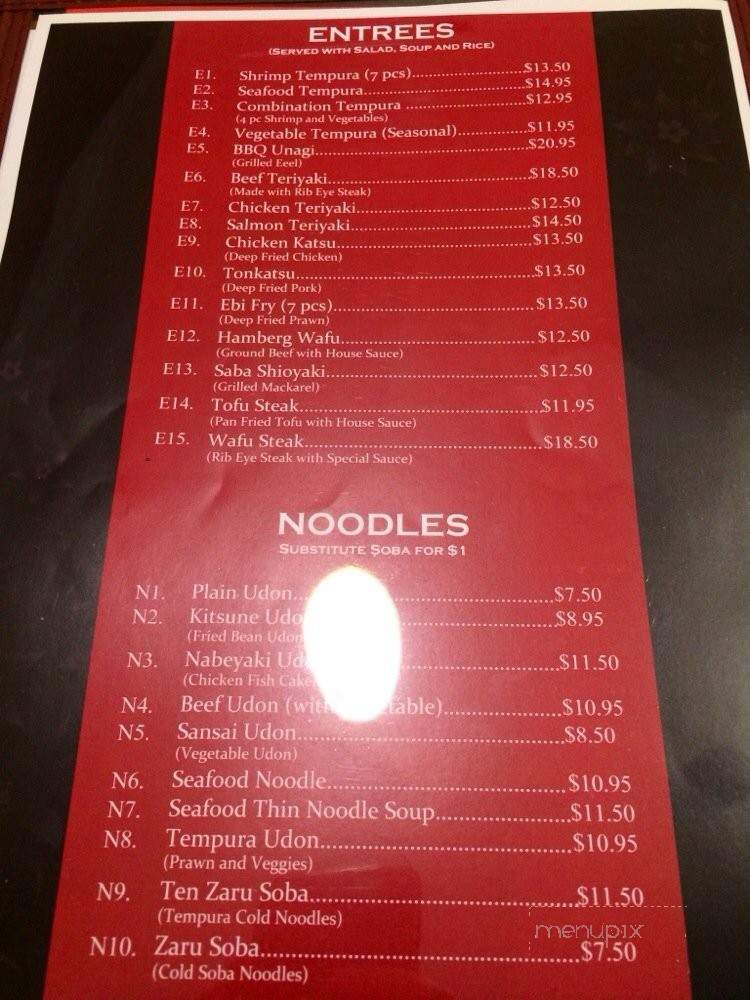 ENTREES
(SERVED WITH SALAD, SOUP AND RICE)
E1. Shrimp Tempura (7 pcs)..........$13.50
E2. Seafood Tempura..........$14.95
E3. Combination Tempura ..........$12.95
(4 pc Shrimp and Vegetables)
E4. Vegetable Tempura (Seasonal)..........$11.95
E5. BBQ Unagi..........$20.95
(Grilled Eeel)
E6. Beef Teriyaki..........$18.50
(Made with Rib Eye Steak)
E7. Chicken Teriyaki..........$12.50
E8. Salmon Teriyaki..........$14.50
E9. Chicken Katsu..........$13.50
(Deep Fried Chicken)
E10. Tonkatsu..........$13.50
(Deep Fried Pork)
E11. Ebi Fry (7 pcs)..........$13.50
(Deep Fried Prawn)
E12. Hamberg Wafu..........$12.50
(Ground Beef with House Sauce)
E13. Saba Shioyaki..........$12.50
(Grilled Mackarel)
E14. Tofu Steak..........$11.95
(Pan Fried Tofu with House Sauce)
E15. Wafu Steak..........$18.50
(Rib Eye Steak with Special Sauce)
NOODLES
SUBSTITUTE SOBA FOR $1
N1. Plain Udon..........$7.50
N2. Kitsune Udo..........$8.95
(Fried Bean Udon
N3. Nabeyaki Ud..........$11.50
(Chicken Fish Cake
N4. Beef Udon (with table)..........$10.95
N5. Sansai Udon..........$8.50
(Vegetable Udon)
N6. Seafood Noodle..........$10.95
N7. Seafood Thin Noodle Soup..........$11.50
N8. Tempura Udon..........$10.95
(Prawn and Veggies)
N9. Ten Zaru Soba..........$11.50
(Tempura Cold Noodles)
menupix
N10. Zaru Soba..........$7.50
(Cold Soba Noodles)